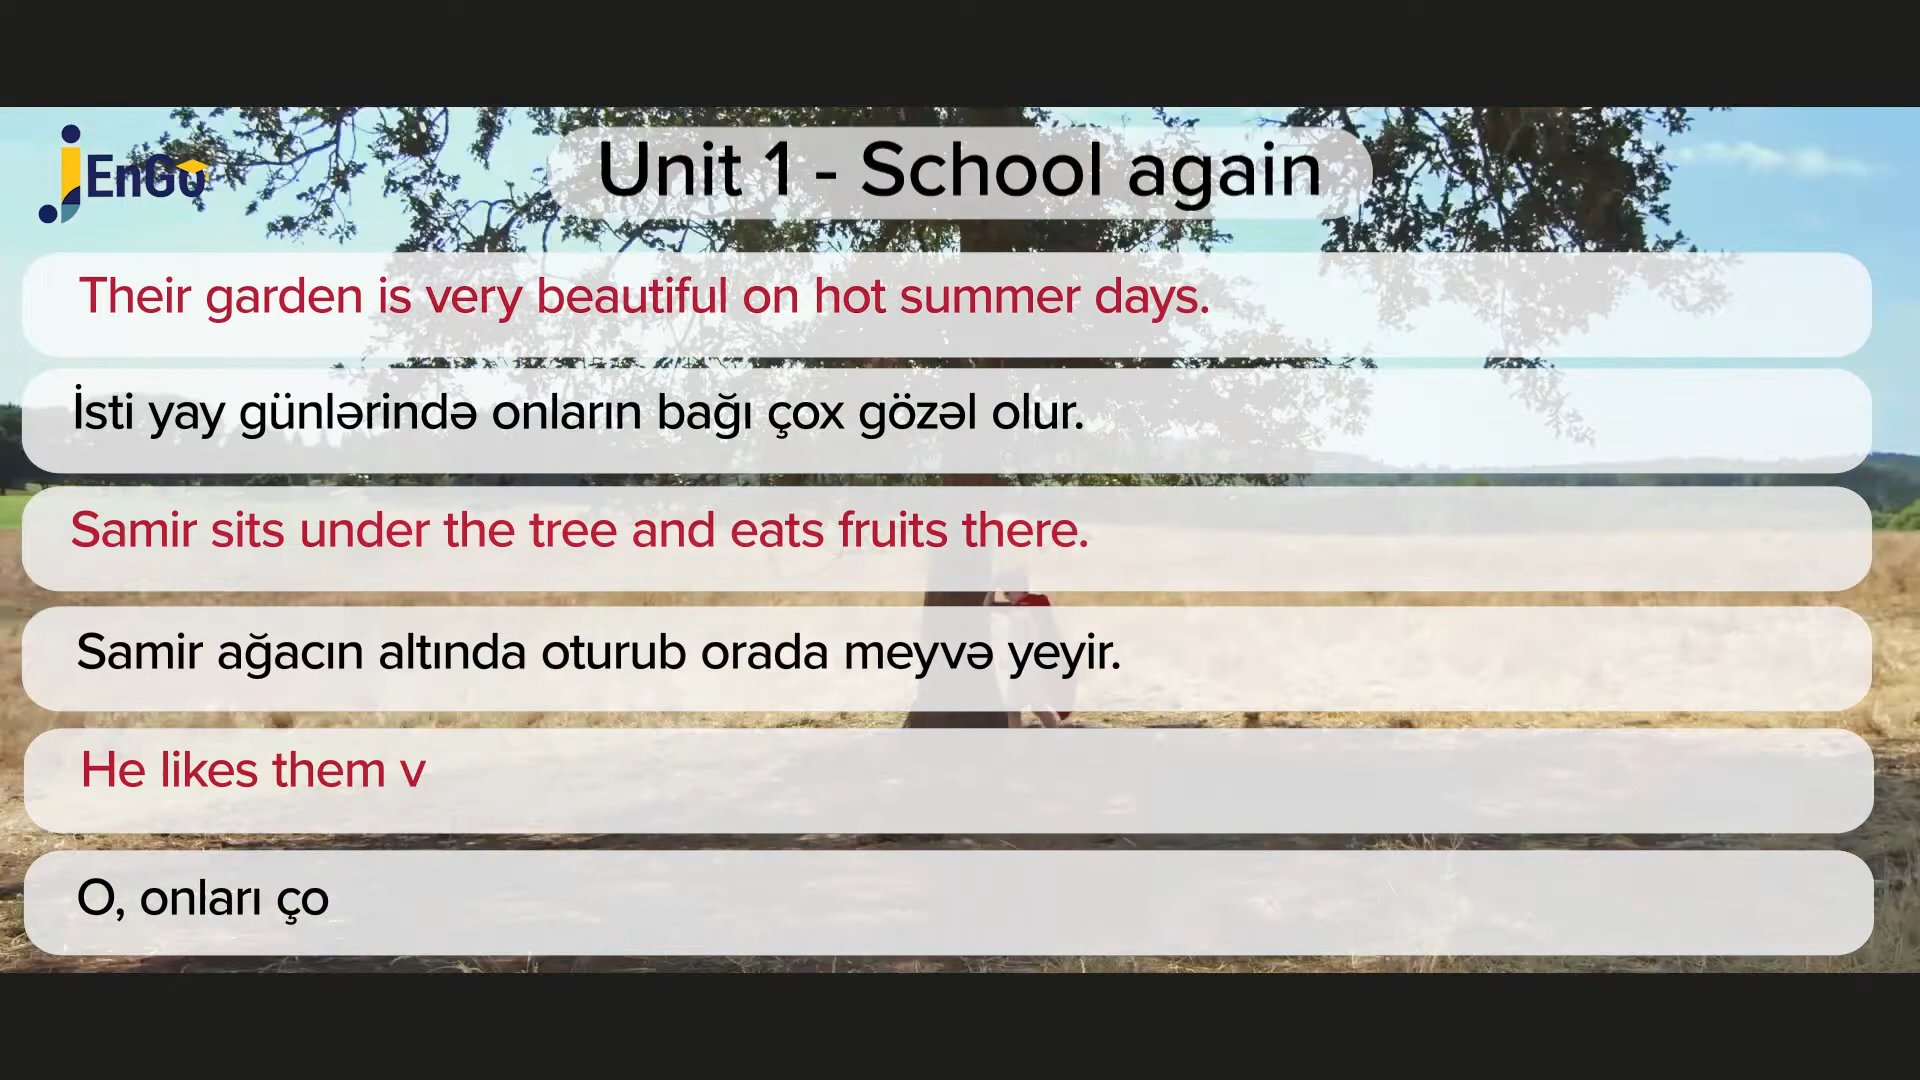 EnGo
Unit 1 - School again
Their garden is very beautiful on hot summer days.
İsti yay günlərində onların bağı çox gözəl olur.
Samir sits under the tree and eats fruits there.
Samir ağacın altında oturub orada meyvə yeyir.
He likes them v
O, onları ço